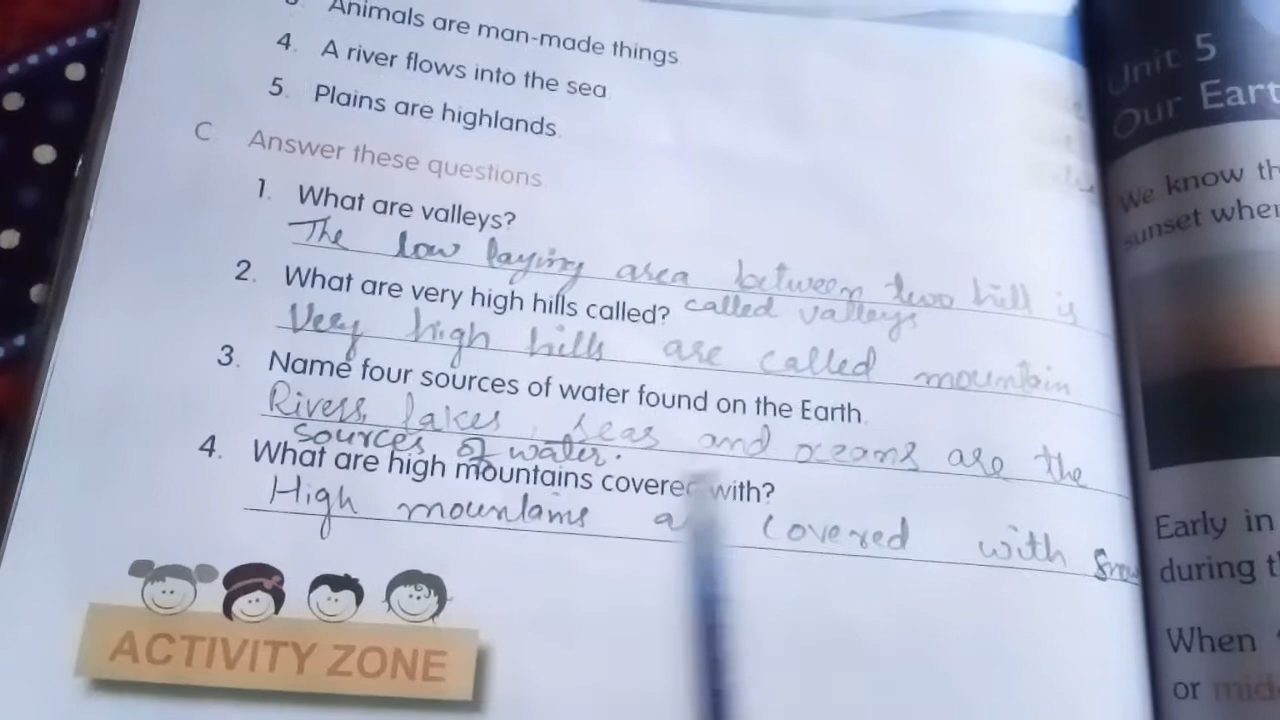 Animals are man-made things
4. A river flows into the sea
5. Plains are highlands.
C Answer these questions
1. What are valleys?
The low laying area between two hill is
called valleys
2. What are very high hills called?
Very high hills are called mountain
3. Name four sources of water found on the Earth.
Rivers, lakes, seas and oceans are the
sources of water.
4. What are high mountains covered with?
High mountains covered with
ACTIVITY ZONE
Unit 5
Our
We know
sunset
Early in
during
When
or